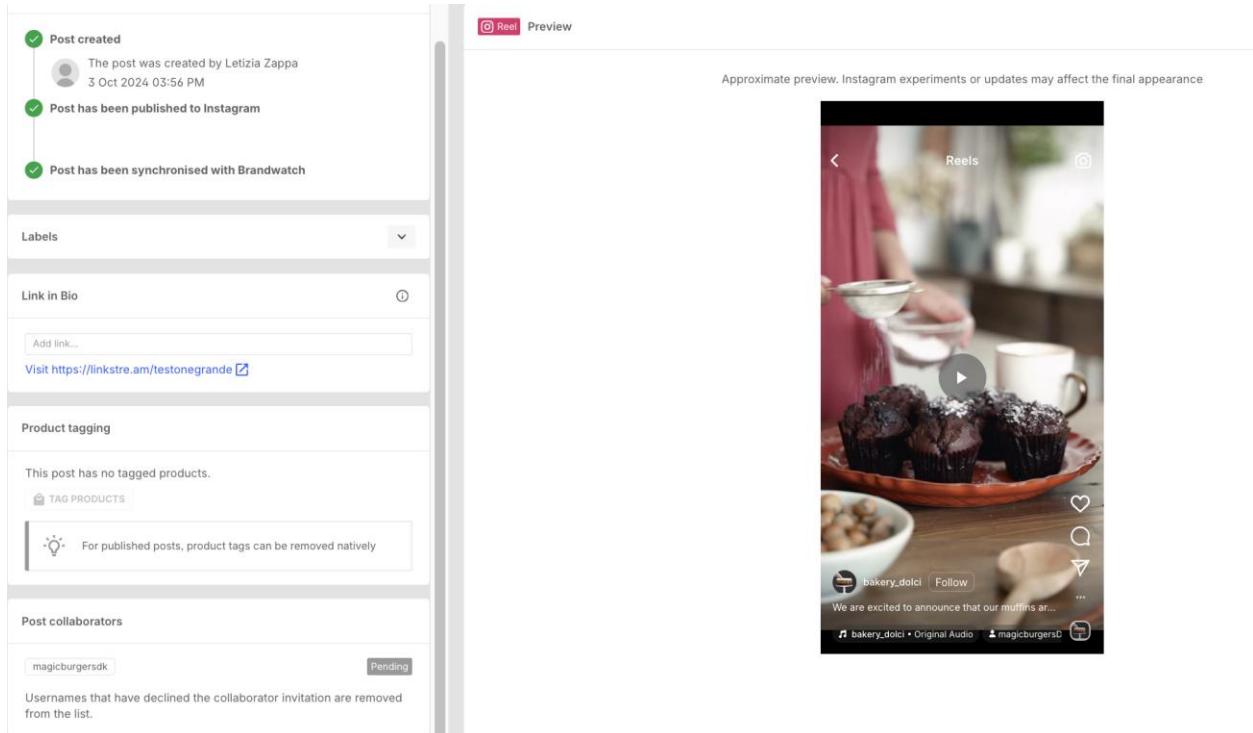 Post created
The post was created by Letizia Zappa
3 Oct 2024 03:56 PM
Post has been published to Instagram
Post has been synchronised with Brandwatch
Labels
Link in Bio
Add link...
Visit https://linkstre.am/testonegrande
Product tagging
This post has no tagged products.
TAG PRODUCTS
For published posts, product tags can be removed natively
Post collaborators
magicburgersdk
Pending
Usernames that have declined the collaborator invitation are removed
from the list.
Reel
Preview
Approximate preview. Instagram experiments or updates may affect the final appearance
Reels
bakery_dolci
Follow
We are excited to announce that our muffins ar...
bakery_dolci • Original Audio
magicburgersD